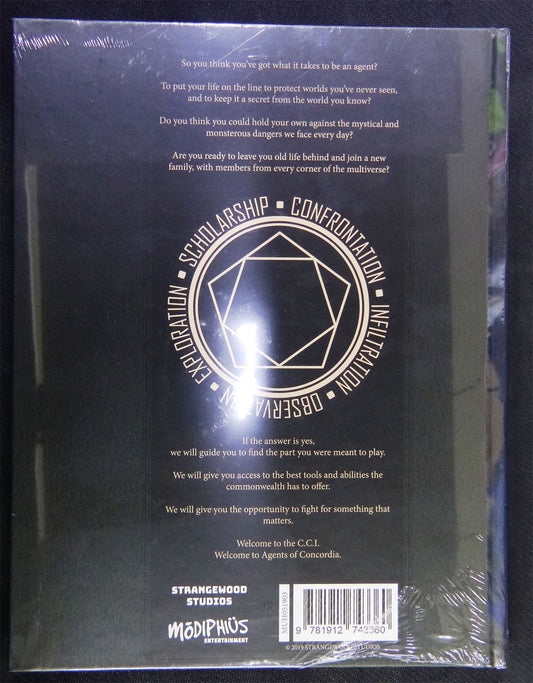 So you think you've got what it takes to be an agent?
To put your life on the line to protect worlds you've never seen,
and to keep it a secret from the world you know?
Do you think you could hold your own against the mystical and
monsterous dangers we face every day?
Are you ready to leave you old life behind and join a new
family, with members from every corner of the multiverse?
SCHOLARSHIP ▪ CONFRONTATION ▪ INFILTRATION ▪ OBSERVATION ▪ EXPLORATION ▪
If the answer is yes,
we will guide you to find the part you were meant to play.
We will give you access to the best tools and abilities the
commonwealth has to offer.
We will give you the opportunity to fight for something that
matters.
Welcome to the C.C.I.
Welcome to Agents of Concordia.
STRANGEWOOD
STUDIOS
MŌDIPHIÜS
ENTERTAINMENT
MUH051903
9 781912 743360
© 2019 STRANGEWOOD STUDIOS